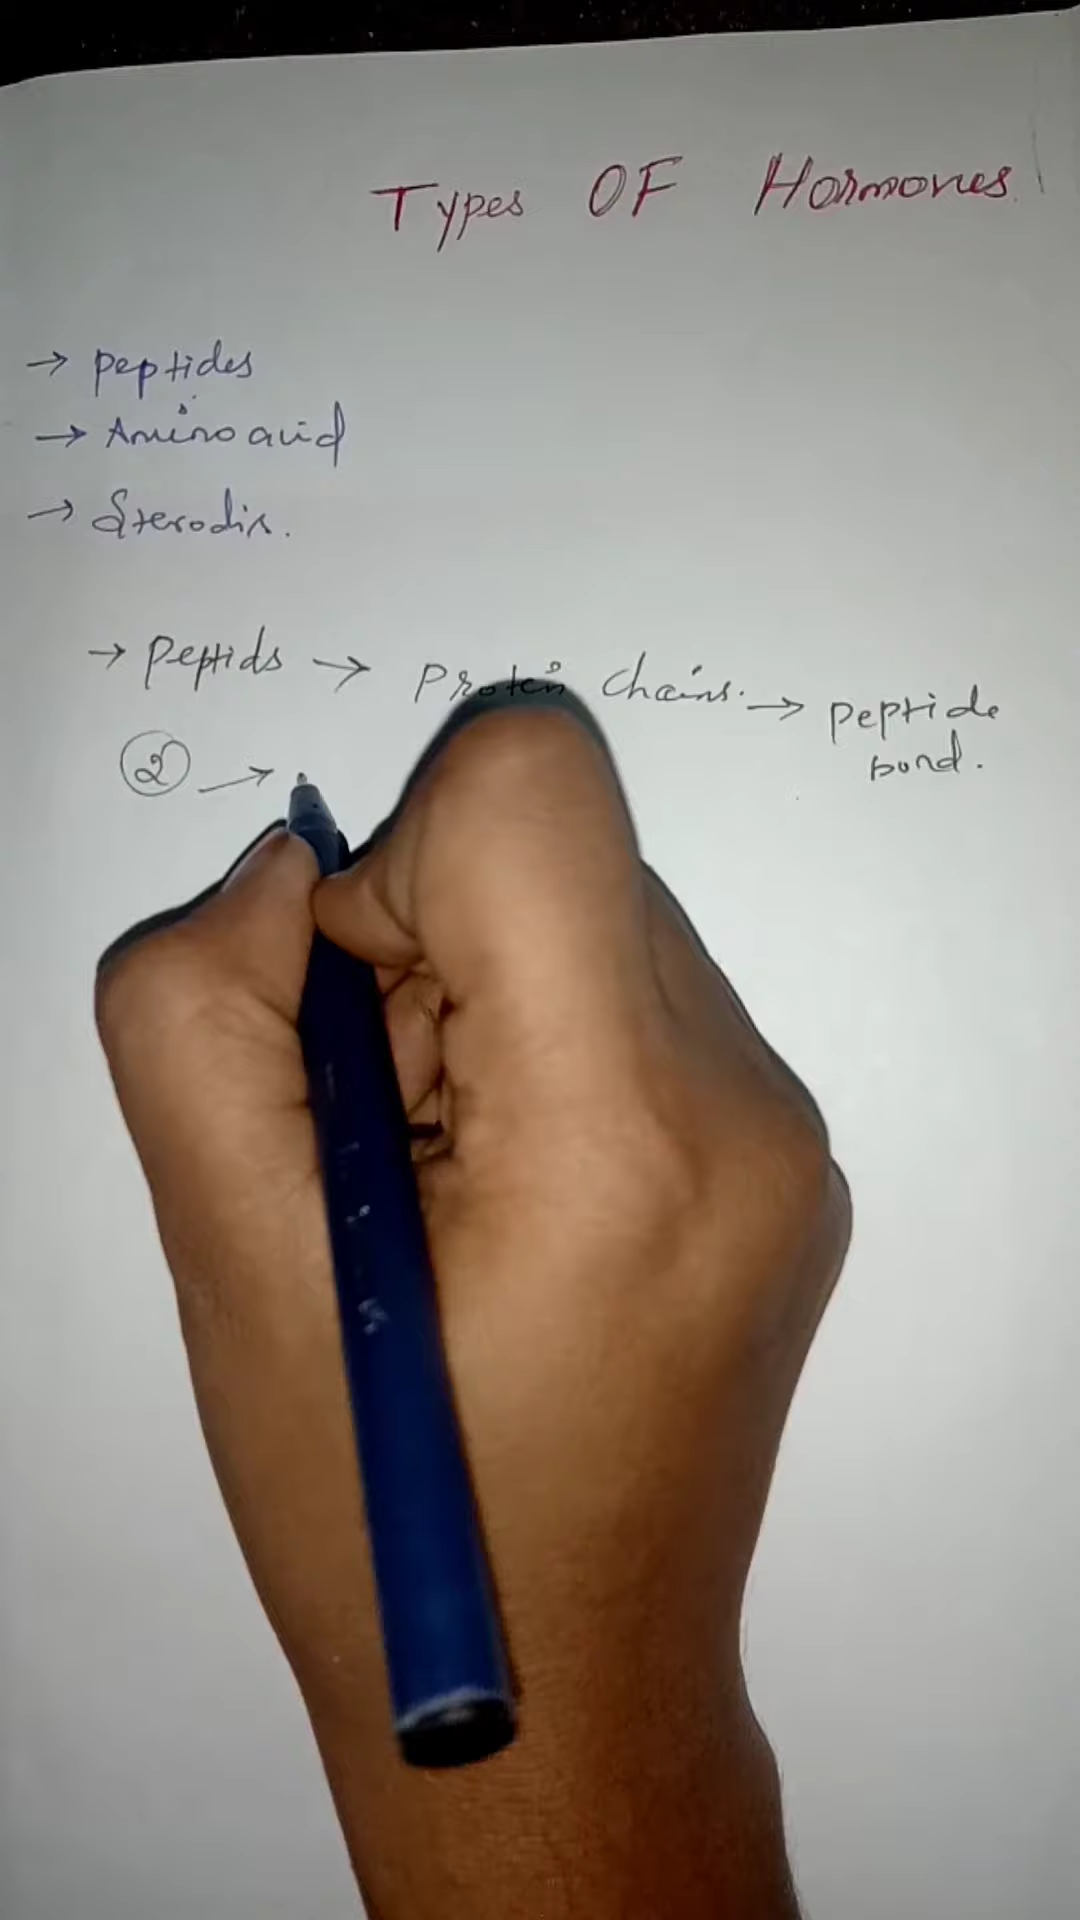 Types OF Hormones
→ peptides
→ Amino acid
→ Sterodis.
→ Peptids → Protein Chains. → peptide
bond.
② →